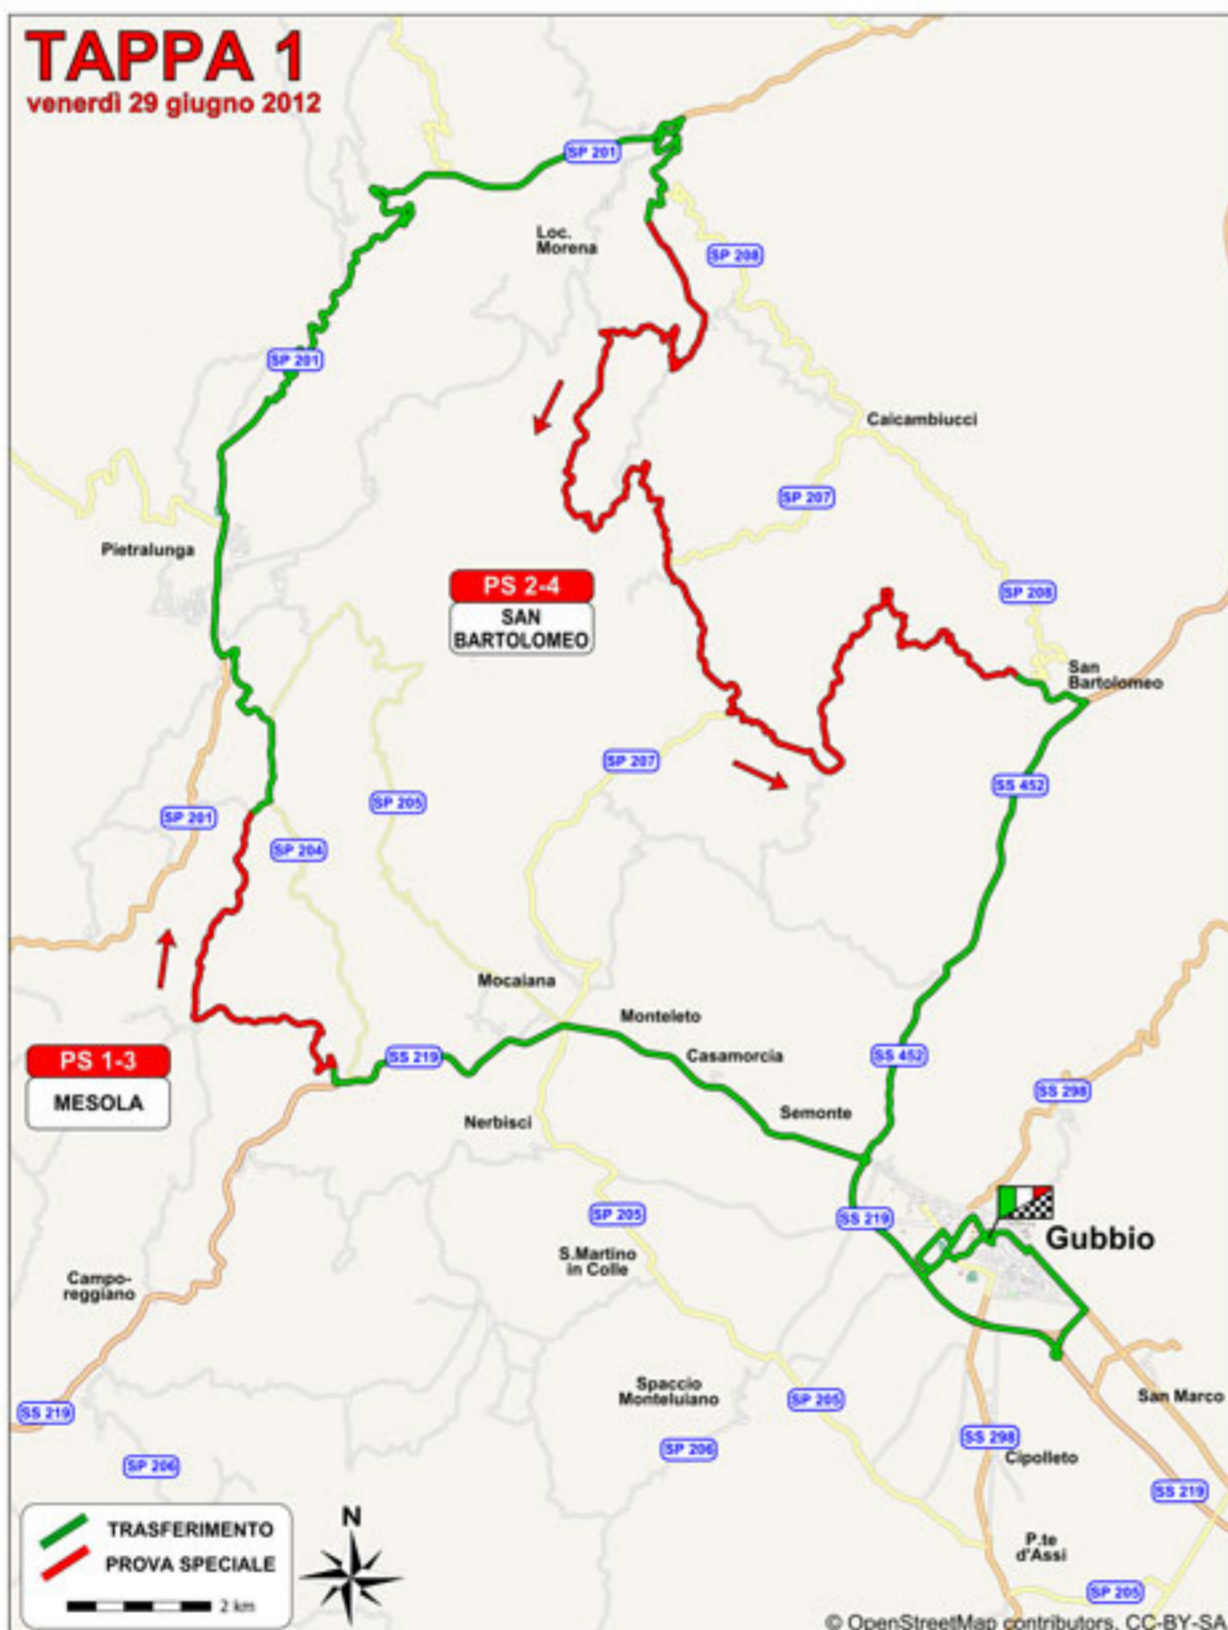 TAPPA 1
venerdì 29 giugno 2012
SP 201
Loc.
Morena
SP 208
SP 201
Caicambiucci
SP 207
Pietralunga
PS 2-4
SAN
BARTOLOMEO
SP 208
San
Bartolomeo
SP 207
SS 452
SP 205
SP 201
SP 204
Mocaiana
Monteleto
Casamorcia
SS 219
SS 452
PS 1-3
MESOLA
SS 298
Semonte
Nerbisci
SP 205
SS 219
Gubbio
S.Martino
in Colle
Campo-
reggiano
Spaccio
Monteluiano
SP 205
San Marco
SS 219
SP 206
SP 206
SS 298
Cipolleto
SS 219
N
TRASFERIMENTO
PROVA SPECIALE
2 km
P.te
d'Assi
SP 205
© OpenStreetMap contributors, CC-BY-SA